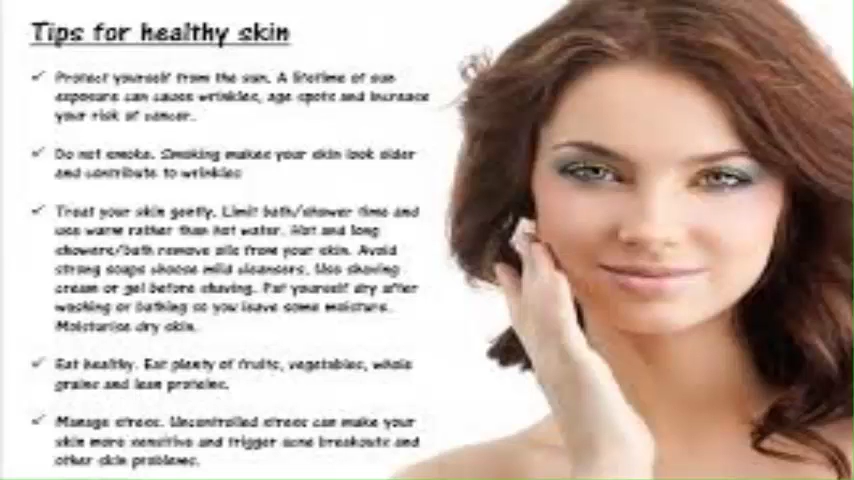 Tips for healthy skin
✓ Protect yourself from the sun. A lifetime of sun
exposure can cause wrinkles, age spots and increase
your risk of cancer.
✓ Do not smoke. Smoking makes your skin look older
and contribute to wrinkles
✓ Treat your skin gently. Limit bath/shower time and
use warm rather than hot water. Hot and long
showers/bath remove oils from your skin. Avoid
strong soaps choose mild cleansers. Use shaving
cream or gel before shaving. Pat yourself dry after
washing or bathing so you leave some moisture.
Moisturise dry skin.
✓ Eat healthy. Eat plenty of fruits, vegetables, whole
grains and lean proteins.
✓ Manage stress. Uncontrolled stress can make your
skin more sensitive and trigger acne breakouts and
other skin problems.